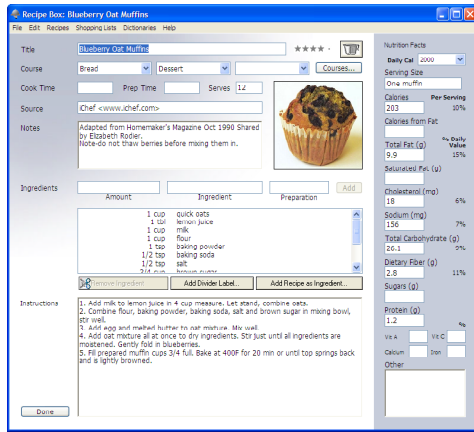 Recipe Box: Blueberry Oat Muffins
File Edit Recipes Shopping Lists Dictionaries Help
Title Blueberry Oat Muffins
Course Bread Dessert Courses...
Cook Time Prep Time Serves 12
Source iChef <www.ichef.com>
Notes
Adapted from Homemaker's Magazine Oct 1990 Shared
by Elizabeth Rodier.
Note-do not thaw berries before mixing them in.
Ingredients Add
Amount Ingredient Preparation
1 cup quick oats
1 tbl lemon juice
1 cup milk
1 cup flour
1 tsp baking powder
1/2 tsp baking soda
1/2 tsp salt
3/4 cup brown sugar
Remove Ingredient Add Divider Label... Add Recipe as Ingredient...
Instructions
1. Add milk to lemon juice in 4 cup measure. Let stand, combine oats.
2. Combine flour, baking powder, baking soda, salt and brown sugar in mixing bowl,
stir well.
3. Add egg and melted butter to oat mixture. Mix well.
4. Add oat mixture all at once to dry ingredients. Stir just until all ingredients are
moistened. Gently fold in blueberries.
5. Fill prepared muffin cups 3/4 full. Bake at 400F for 20 min or until top springs back
and is lightly browned.
Done
Nutrition Facts
Daily Cal 2000
Serving Size
One muffin
Calories Per Serving
203 10%
Calories from Fat
% Daily
Total Fat (g) Value
9.9 15%
Saturated Fat (g)
Cholesterol (mg)
18 6%
Sodium (mg)
156 7%
Total Carbohydrate (g)
26.1 9%
Dietary Fiber (g)
2.8 11%
Sugars (g)
Protein (g)
1.2 %
Vit A Vit C
Calcium Iron
Other